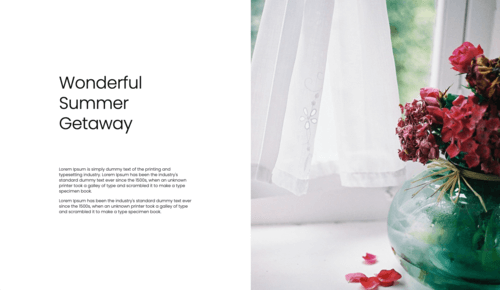 Wonderful
Summer
Getaway
Lorem Ipsum is simply dummy text of the printing and
typesetting industry. Lorem Ipsum has been the industry's
standard dummy text ever since the 1500s, when an unknown
printer took a galley of type and scrambled it to make a type
specimen book.
Lorem Ipsum has been the industry's standard dummy text ever
since the 1500s, when an unknown printer took a galley of type
and scrambled it to make a type specimen book.